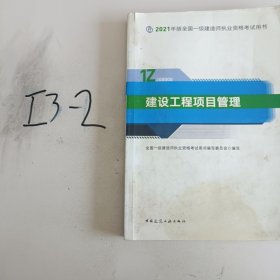 2021年版全国一级建造师执业资格考试用书
1Z
建设工程项目管理
全国一级建造师执业资格考试用书编写委员会 编写
中国建筑工业出版社
I3-2